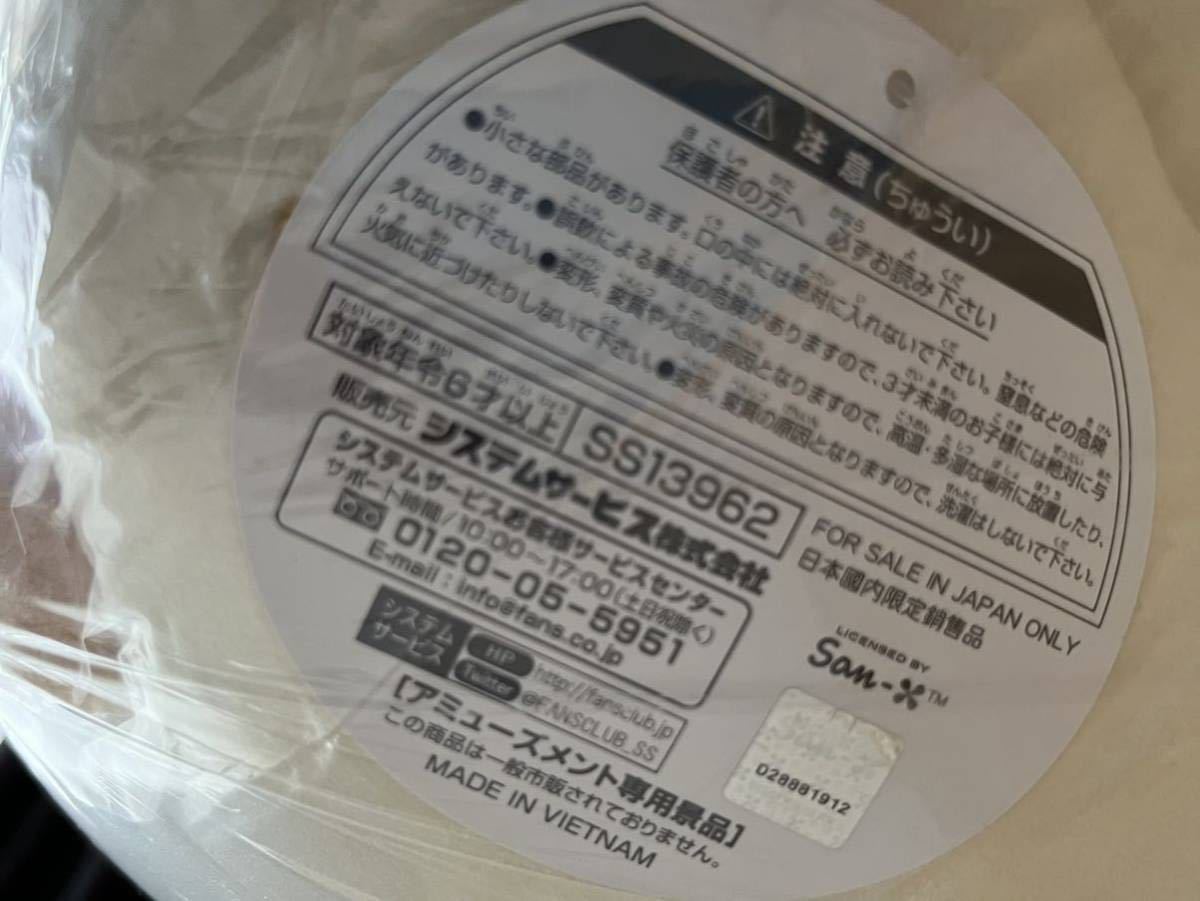 注意(ちゅうい)
保護者の方へ 必ずお読み下さい
●小さな部品があります。口の中には絶対に入れないで下さい。窒息などの危険
があります。●誤飲による事故の危険がありますので、3才未満のお子様には絶対に与
えないで下さい。●変形、変質や火災の原因となりますので、高温・多湿な場所に放置したり、
火気に近づけたりしないで下さい。●変形、変質の原因となりますので、洗濯はしないで下さい。
対象年令6才以上
SS13962
販売元 システムサービス株式会社
システムサービスお客様サービスセンター
サポート時間/10:00~17:00(土日祝除く)
0120-05-5951
E-mail:info@fans.co.jp
システム
サービス
HP http://fansclub.jp
Twitter @FANSCLUB_SS
【アミューズメント専用景品】
この商品は一般市販されておりません。
MADE IN VIETNAM
FOR SALE IN JAPAN ONLY
日本國内限定銷售品
LICENSED BY
San-X™
D28881912